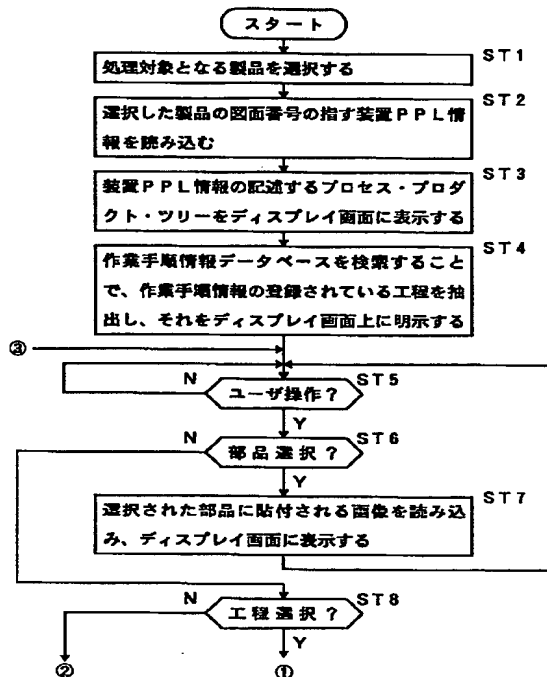 スタート
ST1
処理対象となる製品を選択する
ST2
選択した製品の図面番号の指す装置PPL情
報を読み込む
ST3
装置PPL情報の記述するプロセス・プロダ
クト・ツリーをディスプレイ画面に表示する
ST4
作業手順情報データベースを検索すること
で、作業手順情報の登録されている工程を抽
出し、それをディスプレイ画面上に明示する
③
N
ST5
ユーザ操作?
Y
N
ST6
部品選択?
Y
ST7
選択された部品に貼付される画像を読み込
み、ディスプレイ画面に表示する
N
ST8
工程選択?
Y
②
①